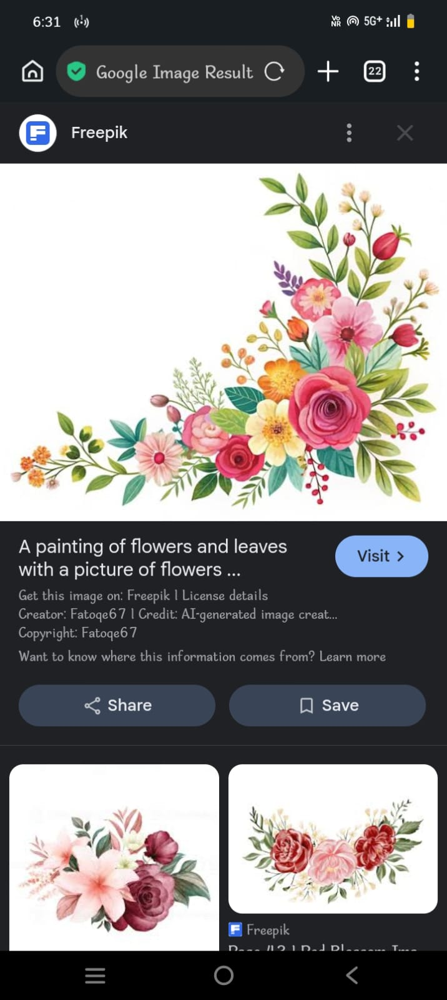 6:31
Vo
NR
5G+
Google Image Result
22
Freepik
A painting of flowers and leaves
with a picture of flowers ...
Visit
Get this image on: Freepik | License details
Creator: Fatoqe67 | Credit: AI-generated image creat...
Copyright: Fatoqe67
Want to know where this information comes from? Learn more
Share
Save
Freepik